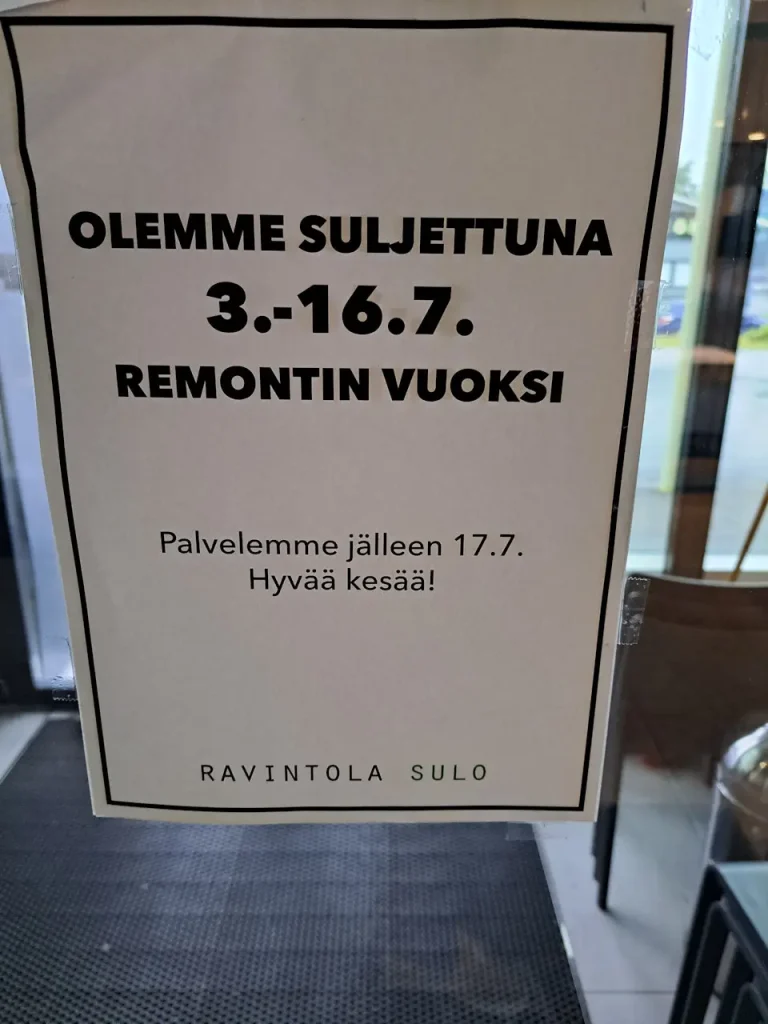 OLEMME SULJETTUNA
3.-16.7.
REMONTIN VUOKSI
Palvelemme jälleen 17.7.
Hyvää kesää!
RAVINTOLA SULO